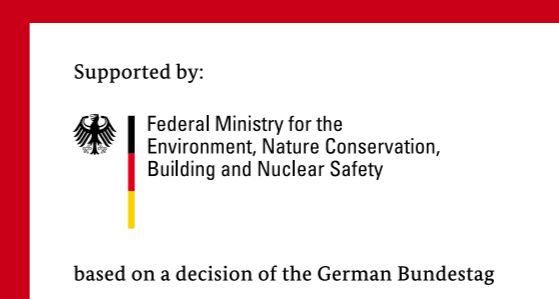 Supported by:
Federal Ministry for the
Environment, Nature Conservation,
Building and Nuclear Safety
based on a decision of the German Bundestag